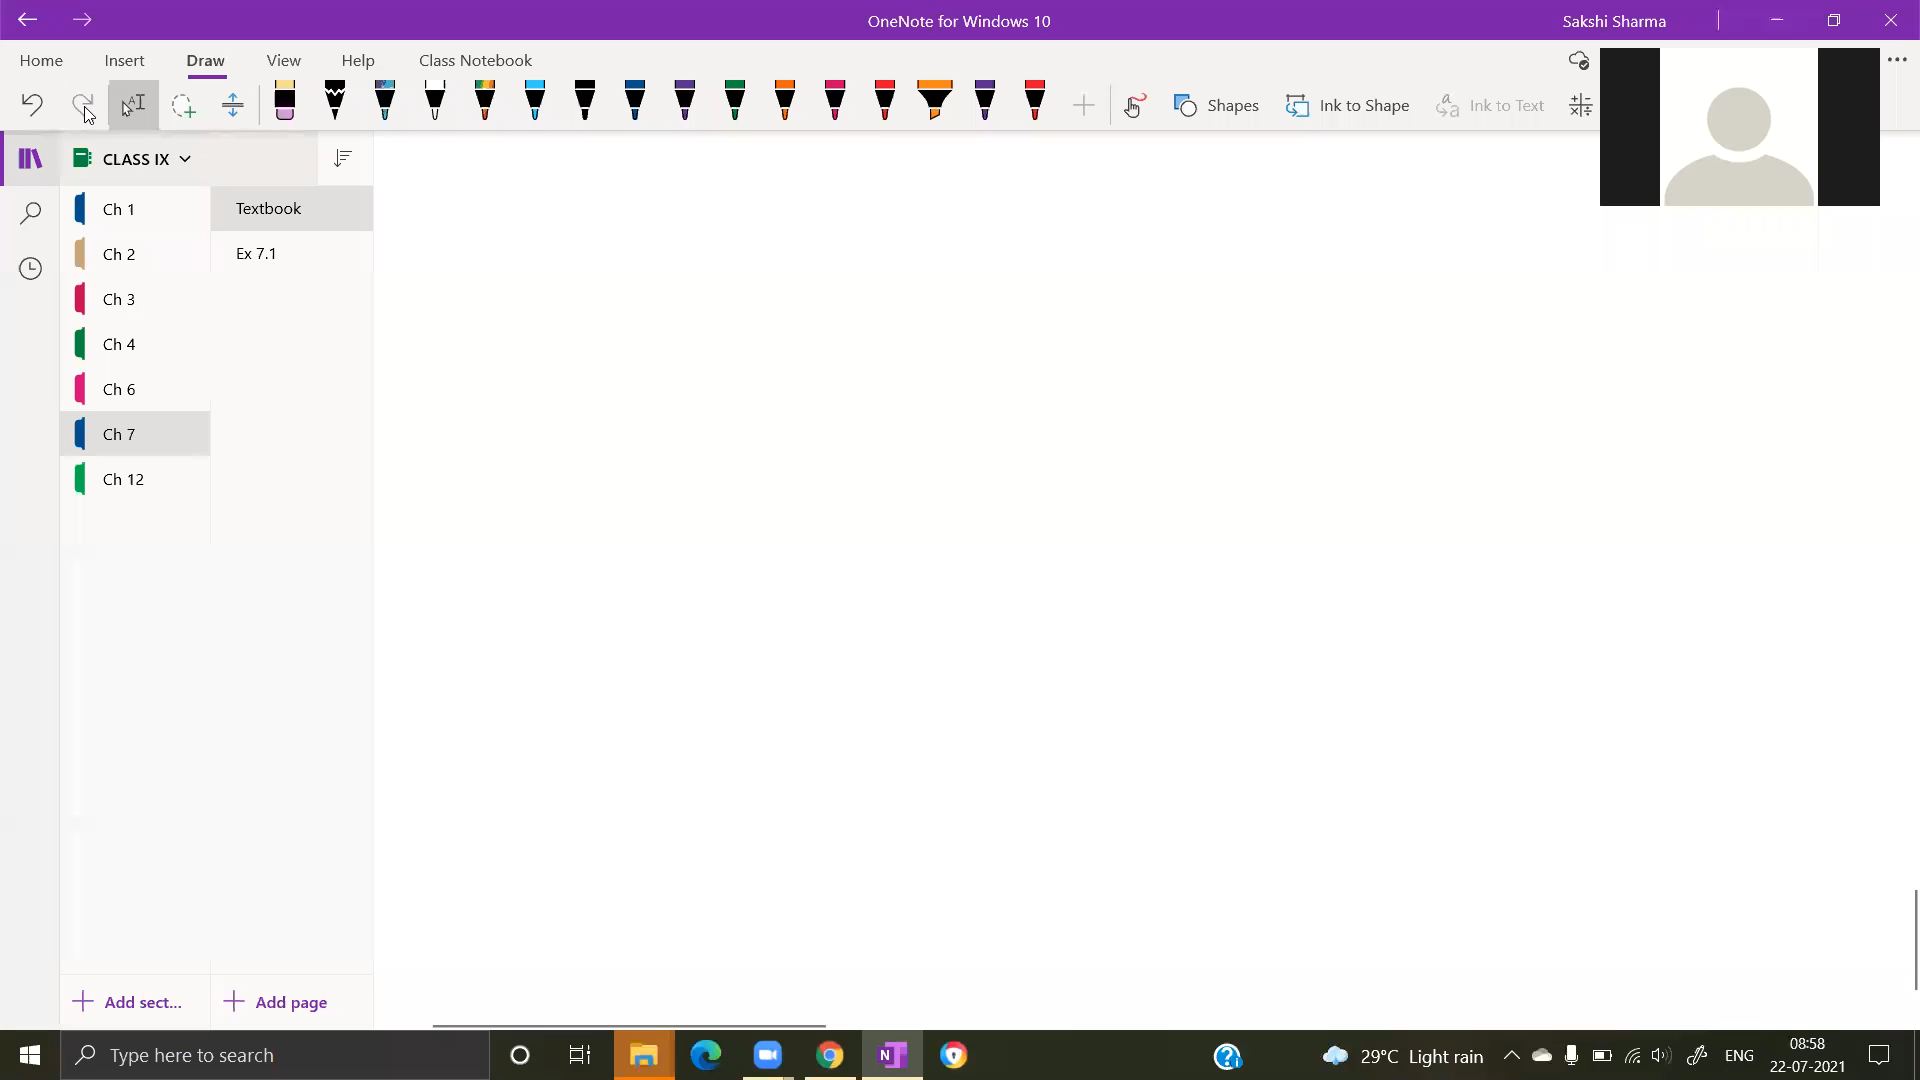 OneNote for Windows 10
Sakshi Sharma
Home Insert Draw View Help Class Notebook
Shapes Ink to Shape Ink to Text
CLASS IX
Ch 1
Ch 2
Ch 3
Ch 4
Ch 6
Ch 7
Ch 12
Textbook
Ex 7.1
Add sect...
Add page
Type here to search
29°C Light rain
ENG
08:58
22-07-2021